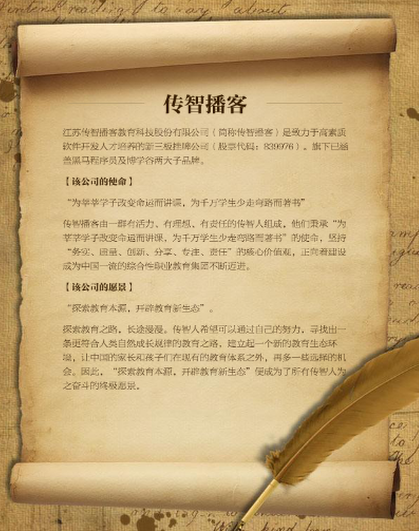 传智播客
江苏传智播客教育科技股份有限公司（简称传智播客）是致力于高素质
软件开发人才培养的新三板挂牌公司（股票代码：839976）。旗下已涵
盖黑马程序员及博学谷两大子品牌。
【该公司的使命】
“为莘莘学子改变命运而讲课，为千万学生少走弯路而著书”
传智播客由一群有活力、有理想、有责任的传智人组成，他们秉承“为
莘莘学子改变命运而讲课，为千万学生少走弯路而著书”的使命，坚持
“务实、质量、创新、分享、专注、责任”的核心价值观，正向着建设
成为中国一流的综合性职业教育集团不断迈进。
【该公司的愿景】
“探索教育本源，开辟教育新生态”。
探索教育之路，长途漫漫。传智人希望可以通过自己的努力，寻找出一
条更符合人类自然成长规律的教育之路，建立起一个新的教育生态环
境，让中国的家长和孩子们在现有的教育体系之外，再多一些选择的机
会。因此，“探索教育本源，开辟教育新生态”便成为了所有传智人为
之奋斗的终极愿景。